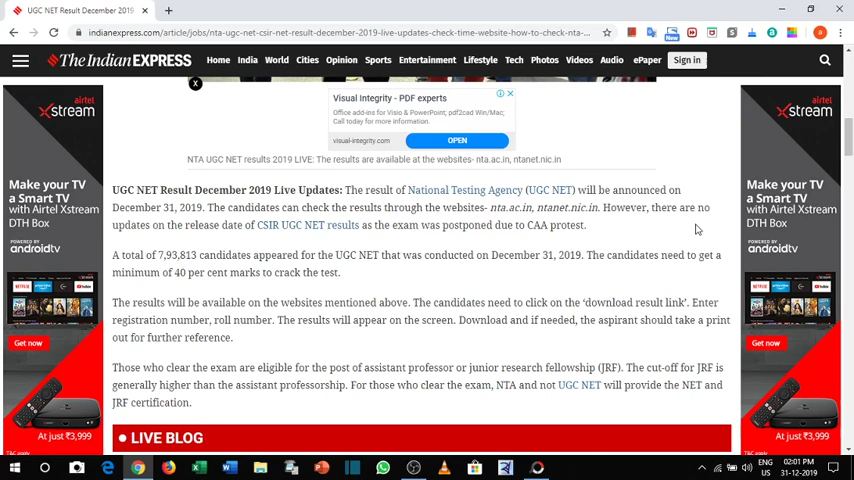 UGC NET Result December 2019
indianexpress.com/article/jobs/nta-ugc-net-csir-net-result-december-2019-live-updates-check-time-website-how-to-check-nta-...
New
The Indian EXPRESS Home India World Cities Opinion Sports Entertainment Lifestyle Tech Photos Videos Audio ePaper Sign in
airtel
Xstream
Make your TV
a Smart TV
with Airtel Xstream
DTH Box
POWERED BY
androidtv
Get now
At just ₹3,999
X
Visual Integrity - PDF experts
Office add-ins for Visio & PowerPoint; pdf2cad Win/Mac;
Call today for more information.
visual-integrity.com OPEN
NTA UGC NET results 2019 LIVE: The results are available at the websites- nta.ac.in, ntanet.nic.in
UGC NET Result December 2019 Live Updates: The result of National Testing Agency (UGC NET) will be announced on
December 31, 2019. The candidates can check the results through the websites- nta.ac.in, ntanet.nic.in. However, there are no
updates on the release date of CSIR UGC NET results as the exam was postponed due to CAA protest.
A total of 7,93,813 candidates appeared for the UGC NET that was conducted on December 31, 2019. The candidates need to get a
minimum of 40 per cent marks to crack the test.
The results will be available on the websites mentioned above. The candidates need to click on the ‘download result link’. Enter
registration number, roll number. The results will appear on the screen. Download and if needed, the aspirant should take a print
out for further reference.
Those who clear the exam are eligible for the post of assistant professor or junior research fellowship (JRF). The cut-off for JRF is
generally higher than the assistant professorship. For those who clear the exam, NTA and not UGC NET will provide the NET and
JRF certification.
LIVE BLOG
airtel
Xstream
Make your TV
a Smart TV
with Airtel Xstream
DTH Box
POWERED BY
androidtv
Get now
At just ₹3,999
ENG
US
02:01 PM
31-12-2019